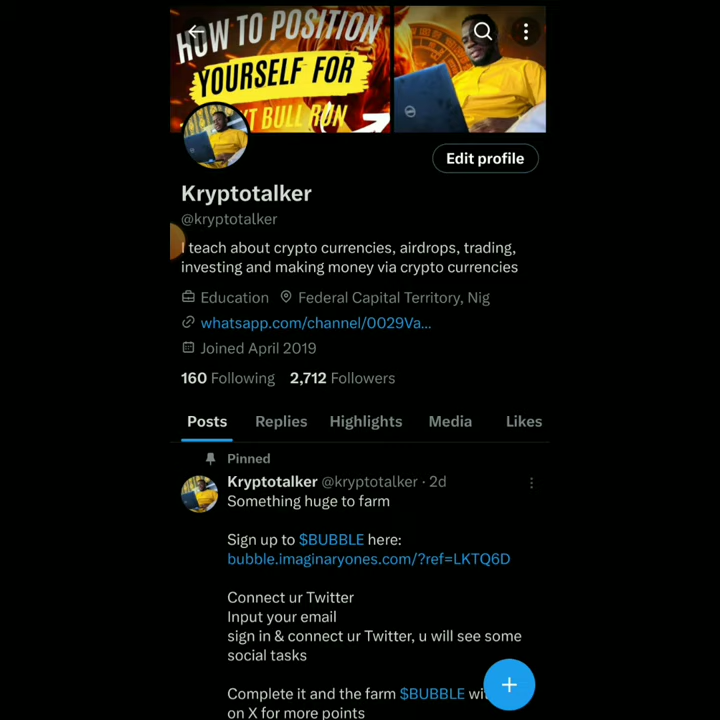 HOW TO POSITION
YOURSELF FOR
BULL RUN
Edit profile
Kryptotalker
@kryptotalker
I teach about crypto currencies, airdrops, trading,
investing and making money via crypto currencies
Education Federal Capital Territory, Nig
whatsapp.com/channel/0029Va...
Joined April 2019
160 Following 2,712 Followers
Posts Replies Highlights Media Likes
Pinned
Kryptotalker @kryptotalker · 2d
Something huge to farm
Sign up to $BUBBLE here:
bubble.imaginaryones.com/?ref=LKTQ6D
Connect ur Twitter
Input your email
sign in & connect ur Twitter, u will see some
social tasks
Complete it and the farm $BUBBLE
on X for more points